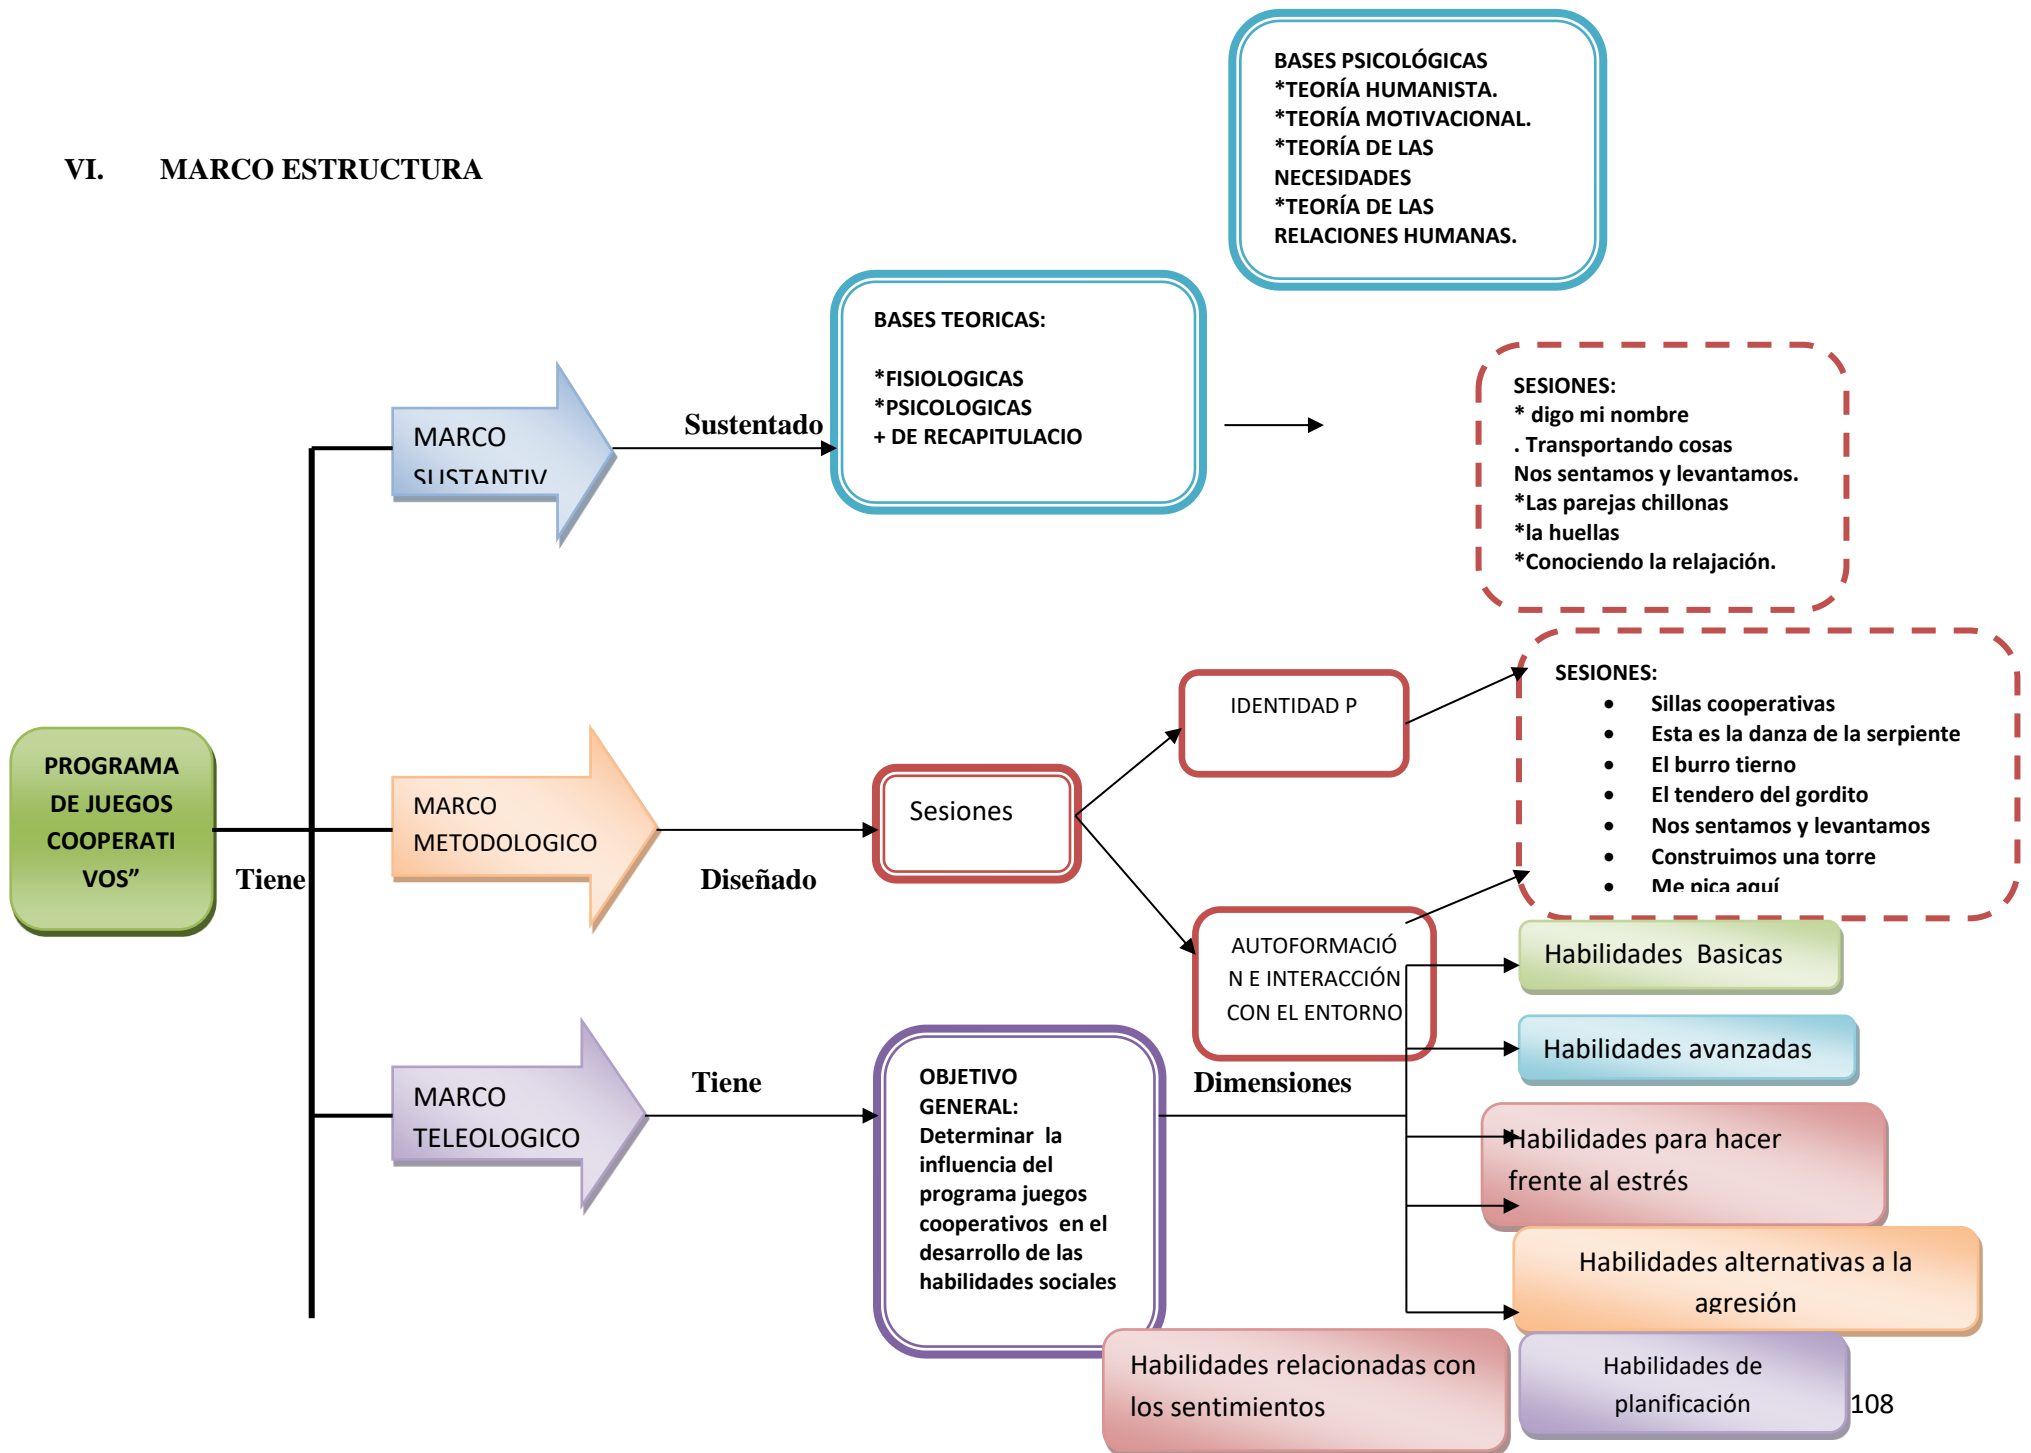 BASES PSICOLÓGICAS
*TEORÍA HUMANISTA.
*TEORÍA MOTIVACIONAL.
*TEORÍA DE LAS
NECESIDADES
*TEORÍA DE LAS
RELACIONES HUMANAS.
VI. MARCO ESTRUCTURA
BASES TEORICAS:
*FISIOLOGICAS
*PSICOLOGICAS
+ DE RECAPITULACIO
MARCO
SUSTANTIV
Sustentado
SESIONES:
* digo mi nombre
. Transportando cosas
Nos sentamos y levantamos.
*Las parejas chillonas
*la huellas
*Conociendo la relajación.
PROGRAMA
DE JUEGOS
COOPERATI
VOS”
Tiene
MARCO
METODOLOGICO
Diseñado
Sesiones
IDENTIDAD P
SESIONES:
• Sillas cooperativas
• Esta es la danza de la serpiente
• El burro tierno
• El tendero del gordito
• Nos sentamos y levantamos
• Construimos una torre
• Me pica aquí
AUTOFORMACIÓ
N E INTERACCIÓN
CON EL ENTORNO
MARCO
TELEOLOGICO
Tiene
OBJETIVO
GENERAL:
Determinar la
influencia del
programa juegos
cooperativos en el
desarrollo de las
habilidades sociales
Dimensiones
Habilidades Basicas
Habilidades avanzadas
Habilidades para hacer
frente al estrés
Habilidades alternativas a la
agresión
Habilidades relacionadas con
los sentimientos
Habilidades de
planificación
108